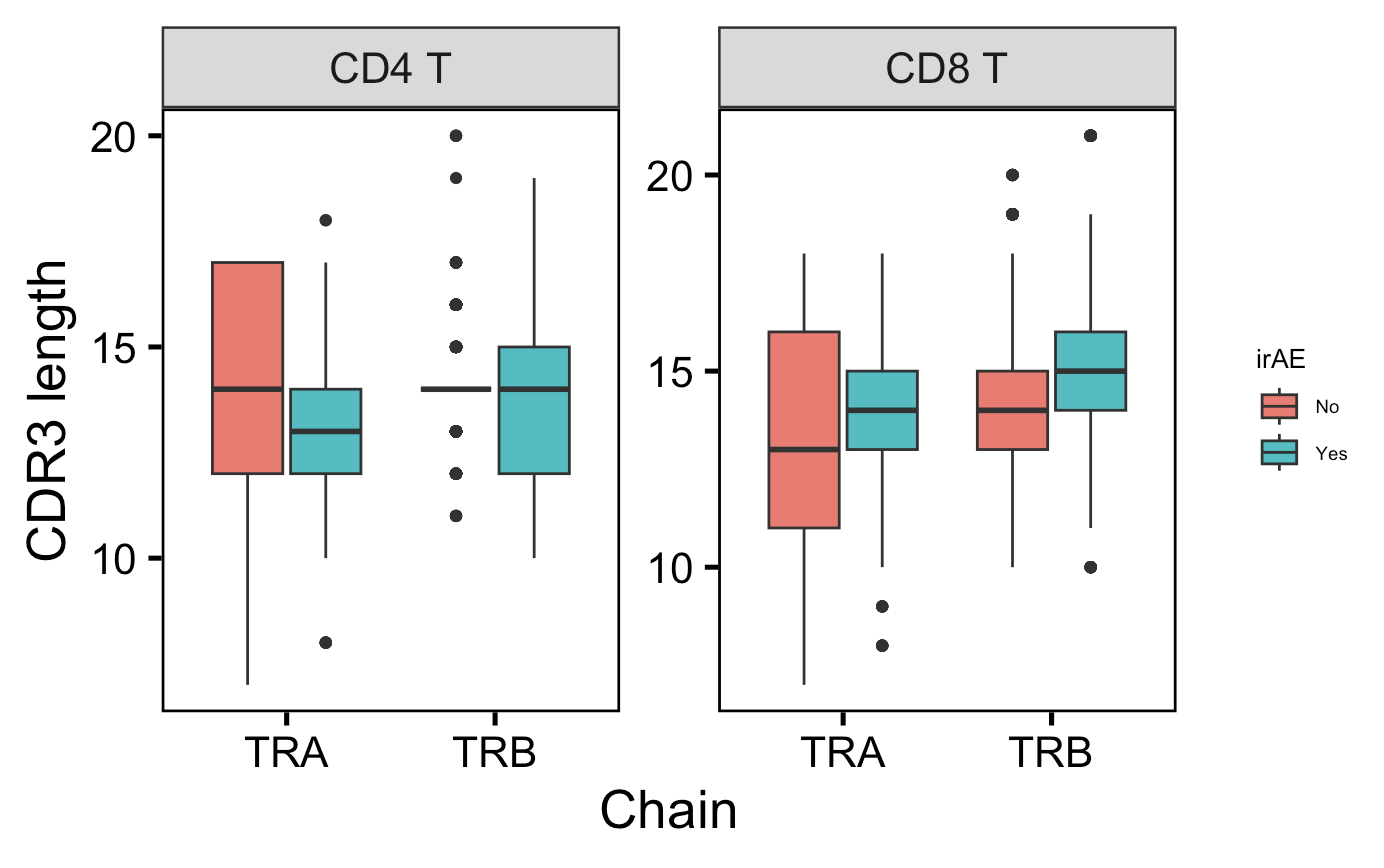 CD4 T
CD8 T
CDR3 length
20
15
10
20
15
10
TRA
TRB
TRA
TRB
Chain
irAE
No
Yes